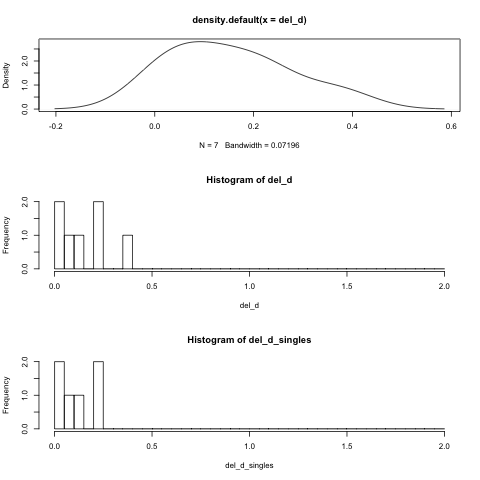 density.default(x = del_d)
Density
0.0 1.0 2.0
-0.2 0.0 0.2 0.4 0.6
N = 7 Bandwidth = 0.07196
Histogram of del_d
Frequency
0.0 1.0 2.0
0.0 0.5 1.0 1.5 2.0
del_d
Histogram of del_d_singles
Frequency
0.0 1.0 2.0
0.0 0.5 1.0 1.5 2.0
del_d_singles